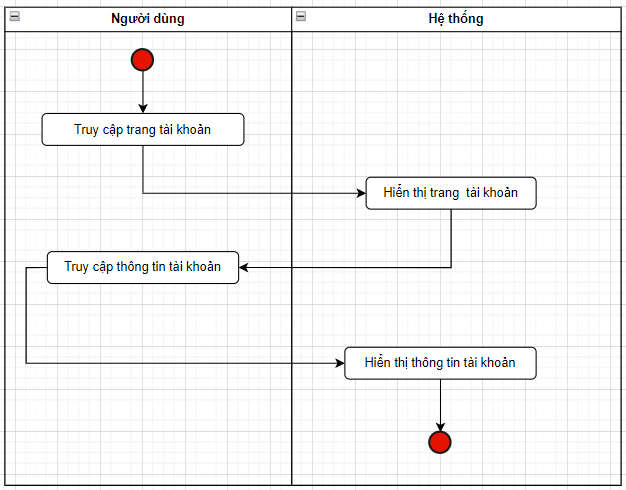 Người dùng
Hệ thống
Truy cập trang tài khoản
Hiển thị trang tài khoản
Truy cập thông tin tài khoản
Hiển thị thông tin tài khoản